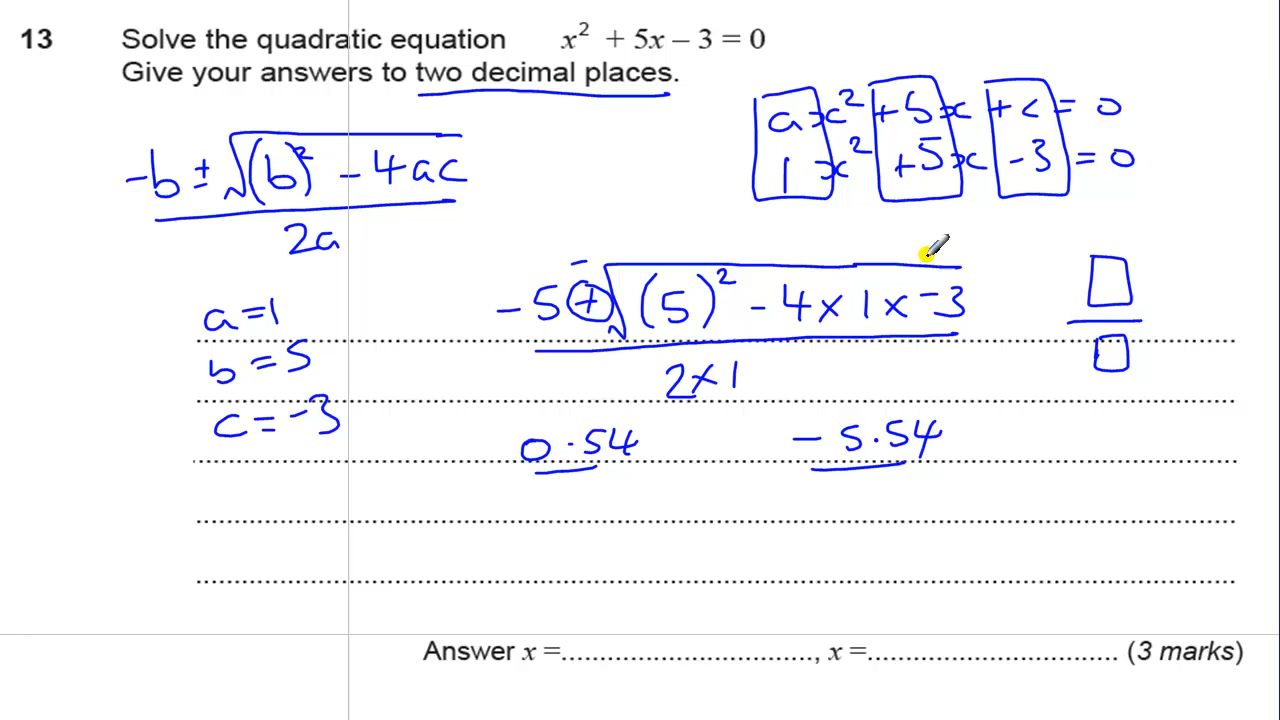 13 Solve the quadratic equation x² + 5x – 3 = 0
Give your answers to two decimal places.
ax² + 5x + c = 0
1x² + 5x - 3 = 0
-b ± √(b)² - 4ac
2a
-5 + √(5)² - 4 × 1 × -3
-
2 × 1
a = 1
b = 5
c = -3
0.54 -5.54
Answer x =............................, x =............................ (3 marks)